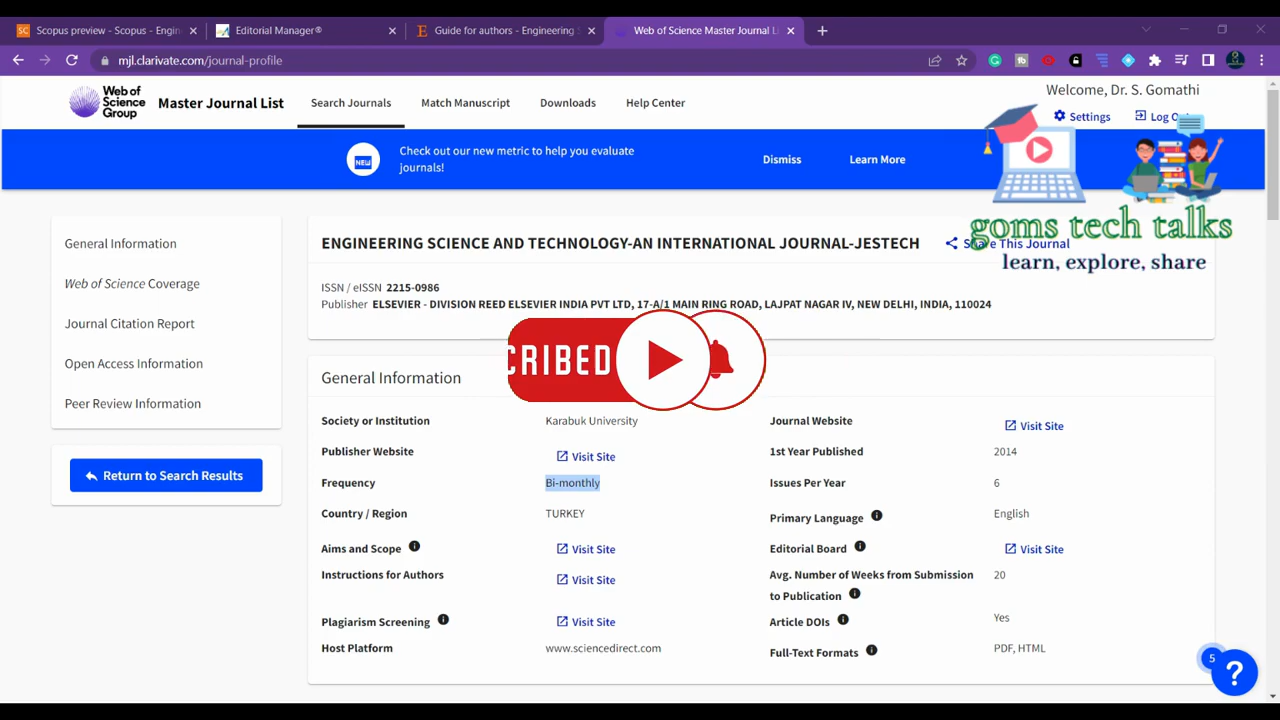 Scopus preview - Scopus - Engin
Editorial Manager®
Guide for authors - Engineering
Web of Science Master Journal Li
mjl.clarivate.com/journal-profile
Web of Science Group
Master Journal List
Search Journals
Match Manuscript
Downloads
Help Center
Welcome, Dr. S. Gomathi
Settings
Log
NEW
Check out our new metric to help you evaluate
journals!
Dismiss
Learn More
goms tech talks
learn, explore, share
General Information
Web of Science Coverage
Journal Citation Report
Open Access Information
Peer Review Information
Return to Search Results
ENGINEERING SCIENCE AND TECHNOLOGY-AN INTERNATIONAL JOURNAL-JESTECH
Share This Journal
ISSN / eISSN 2215-0986
Publisher ELSEVIER - DIVISION REED ELSEVIER INDIA PVT LTD, 17-A/1 MAIN RING ROAD, LAJPAT NAGAR IV, NEW DELHI, INDIA, 110024
CRIBED
General Information
Society or Institution Karabuk University
Journal Website Visit Site
Publisher Website Visit Site
1st Year Published 2014
Frequency Bi-monthly
Issues Per Year 6
Country / Region TURKEY
Primary Language English
Aims and Scope Visit Site
Editorial Board Visit Site
Instructions for Authors Visit Site
Avg. Number of Weeks from Submission
to Publication 20
Plagiarism Screening Visit Site
Article DOIs Yes
Host Platform www.sciencedirect.com
Full-Text Formats PDF, HTML
5
?